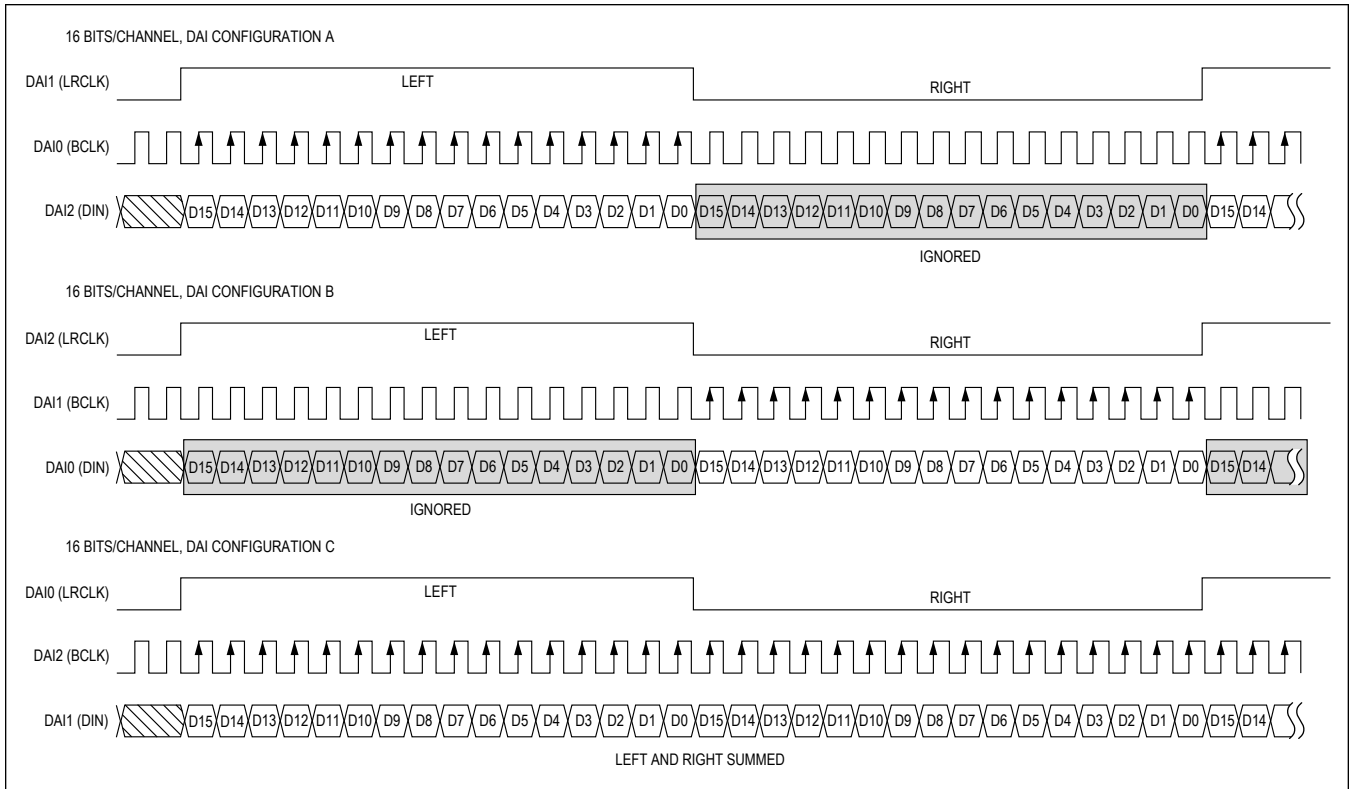 16 BITS/CHANNEL, DAI CONFIGURATION A
DAI1 (LRCLK) LEFT RIGHT
DAI0 (BCLK)
DAI2 (DIN) D15 D14 D13 D12 D11 D10 D9 D8 D7 D6 D5 D4 D3 D2 D1 D0 D15 D14 D13 D12 D11 D10 D9 D8 D7 D6 D5 D4 D3 D2 D1 D0 D15 D14
IGNORED
16 BITS/CHANNEL, DAI CONFIGURATION B
DAI2 (LRCLK) LEFT RIGHT
DAI1 (BCLK)
DAI0 (DIN) D15 D14 D13 D12 D11 D10 D9 D8 D7 D6 D5 D4 D3 D2 D1 D0 D15 D14 D13 D12 D11 D10 D9 D8 D7 D6 D5 D4 D3 D2 D1 D0 D15 D14
IGNORED
16 BITS/CHANNEL, DAI CONFIGURATION C
DAI0 (LRCLK) LEFT RIGHT
DAI2 (BCLK)
DAI1 (DIN) D15 D14 D13 D12 D11 D10 D9 D8 D7 D6 D5 D4 D3 D2 D1 D0 D15 D14 D13 D12 D11 D10 D9 D8 D7 D6 D5 D4 D3 D2 D1 D0 D15 D14
LEFT AND RIGHT SUMMED